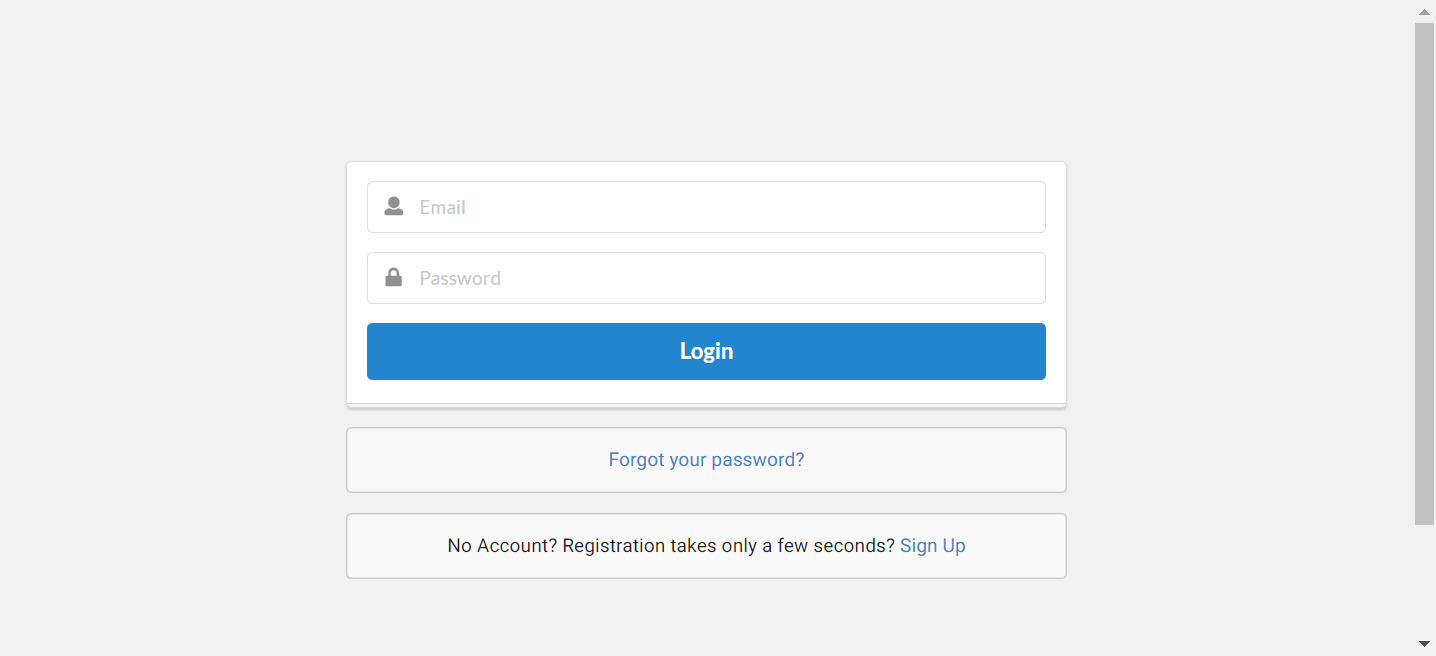 Email
Password
Login
Forgot your password?
No Account? Registration takes only a few seconds? Sign Up